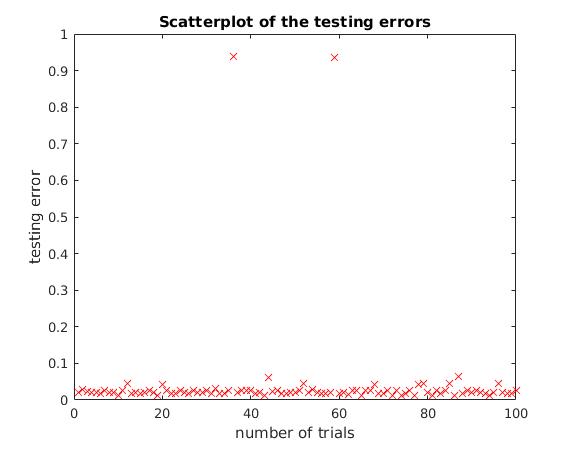 Scatterplot of the testing errors
1
0.9
0.8
0.7
0.6
0.5
0.4
0.3
0.2
0.1
0
testing error
0 20 40 60 80 100
number of trials